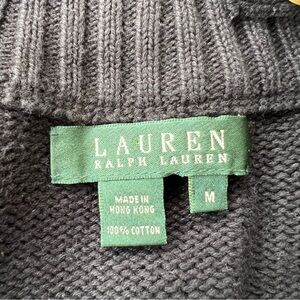 LAUREN
RALPH LAUREN
MADE IN
HONG KONG
100% COTTON
M